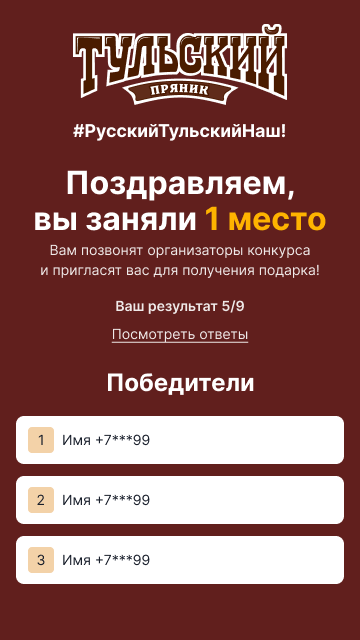 ТУЛЬСКИЙ
ПРЯНИК
#РусскийТульскийНаш!
Поздравляем,
вы заняли 1 место
Вам позвонят организаторы конкурса
и пригласят вас для получения подарка!
Ваш результат 5/9
Посмотреть ответы
Победители
1 Имя +7***99
2 Имя +7***99
3 Имя +7***99